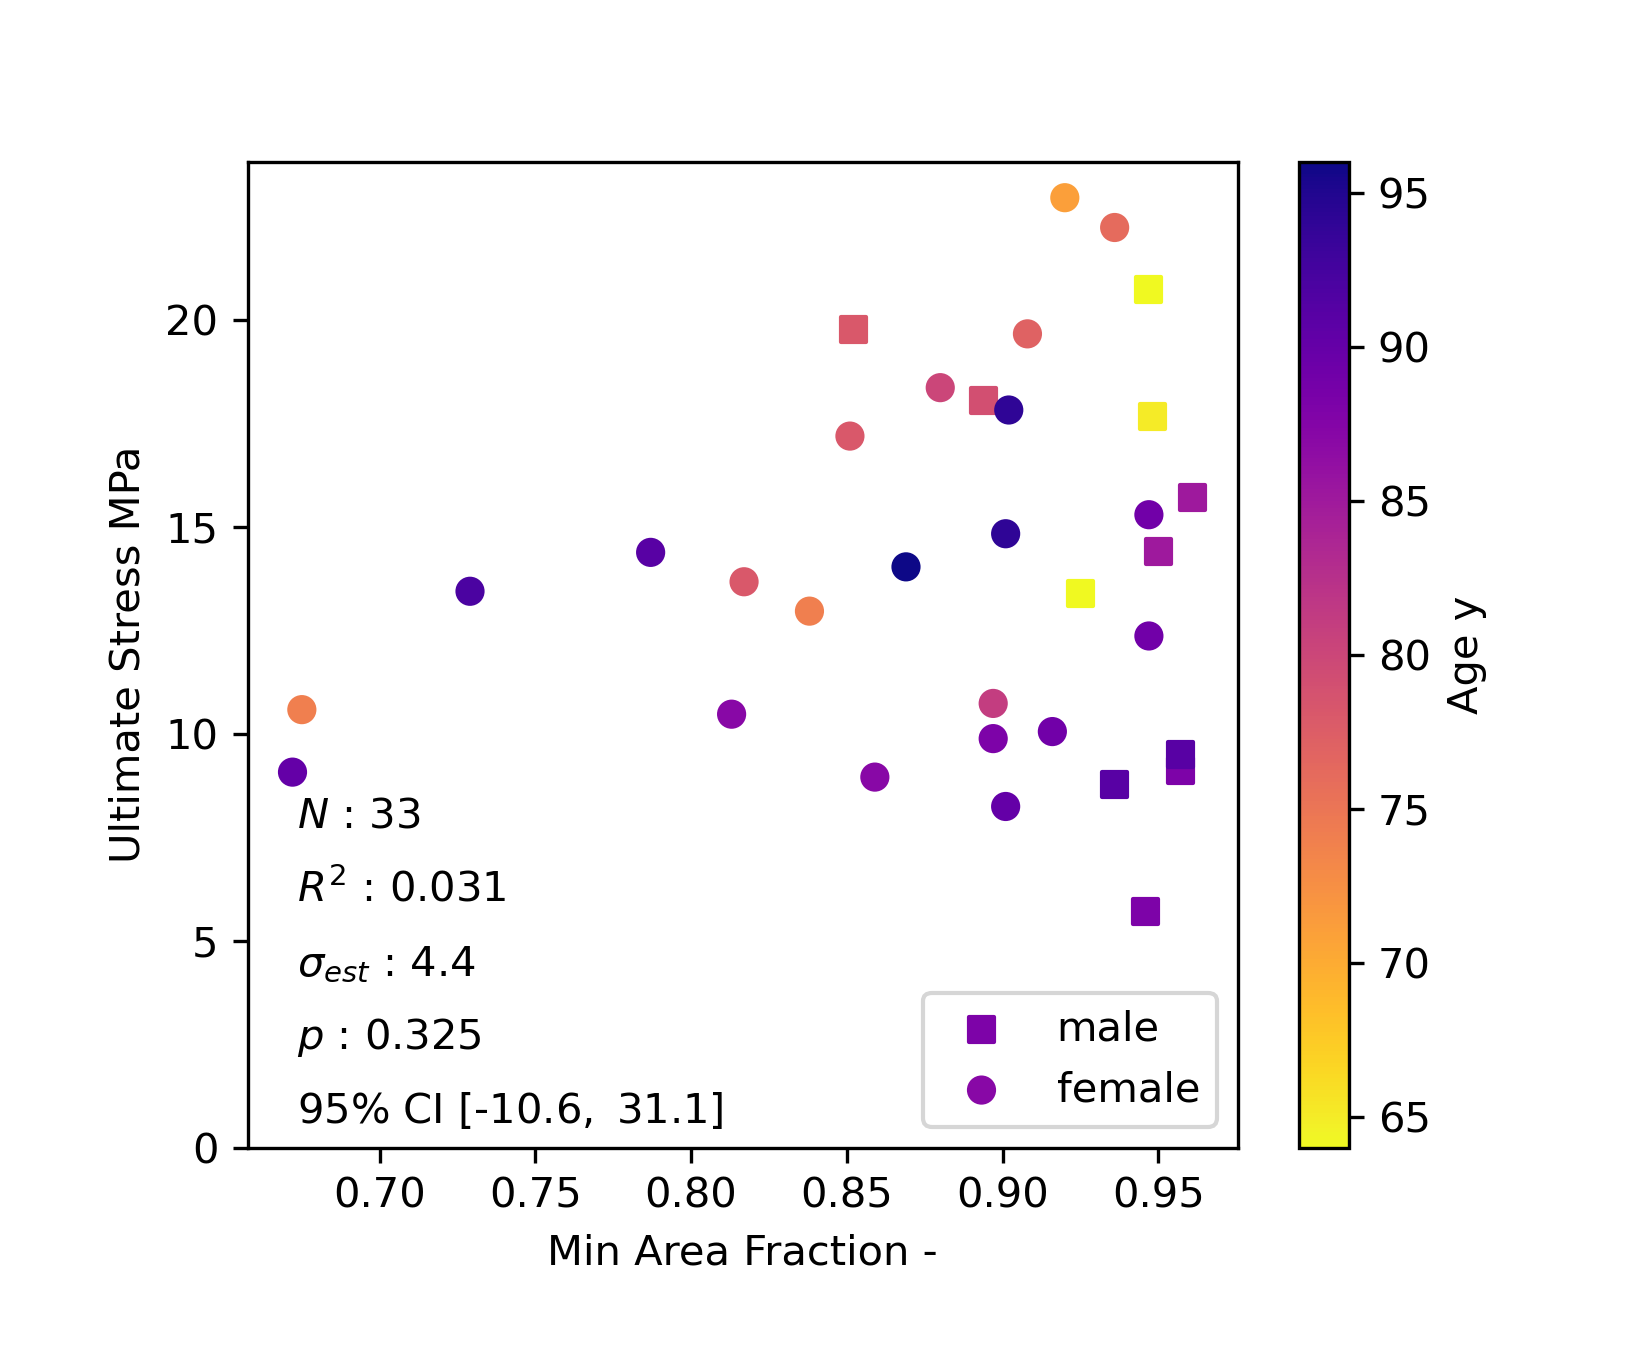 Ultimate Stress MPa
20
15
10
5
0
0.70 0.75 0.80 0.85 0.90 0.95
Min Area Fraction -
N : 33
R² : 0.031
σest : 4.4
p : 0.325
95% CI [-10.6, 31.1]
male
female
95
90
85
80
75
70
65
Age y